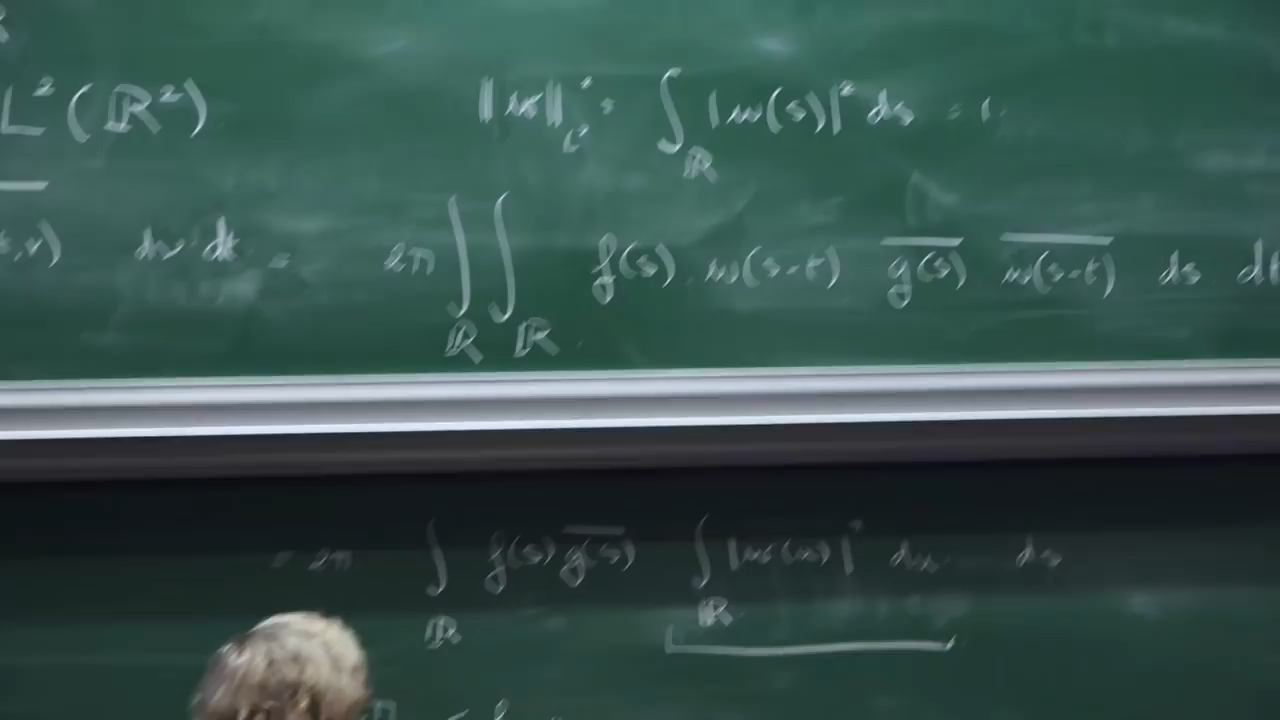 L²(ℝ²) ‖w‖²_{L²} = ∫_ℝ |w(s)|² ds = 1.
,v) dv dt = 2π ∫_ℝ ∫_ℝ f(s) · w(s-t) \overline{g(s)} \overline{w(s-t)} ds dt
= 2π ∫_ℝ f(s) \overline{g(s)} ∫_ℝ |w(u)|² du ds